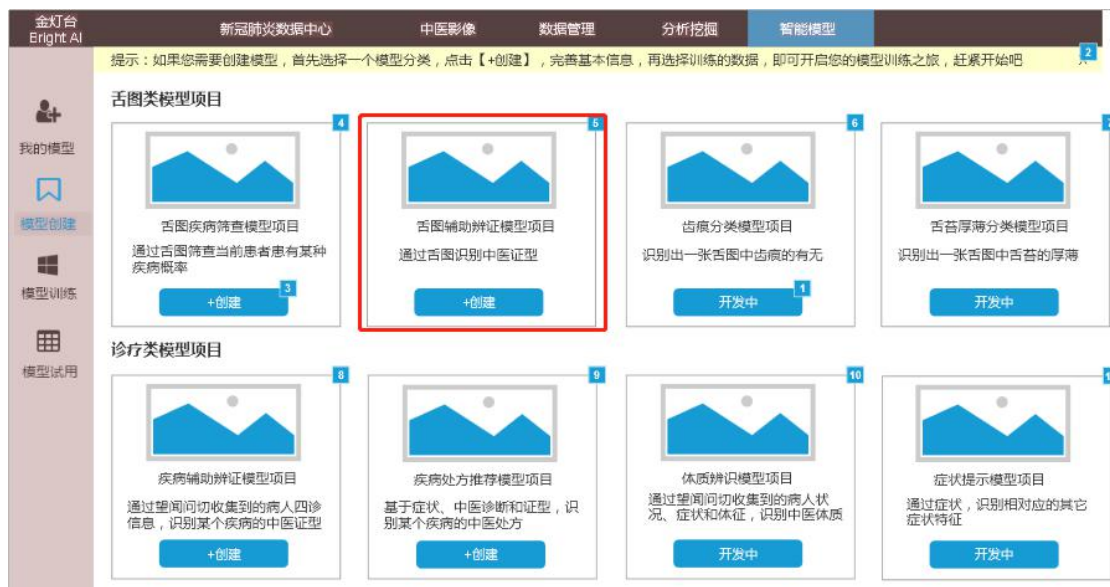 金灯台
Bright AI
新冠肺炎数据中心
中医影像
数据管理
分析挖掘
智能模型
提示：如果您需要创建模型，首先选择一个模型分类，点击【+创建】，完善基本信息，再选择训练的数据，即可开启您的模型训练之旅，赶紧开始吧
2
我的模型
模型创建
模型训练
模型试用
舌图类模型项目
4
舌图疾病筛查模型项目
通过舌图筛查当前患者患有某种
疾病概率
3
+创建
5
舌图辅助辨证模型项目
通过舌图识别中医证型
+创建
6
齿痕分类模型项目
识别出一张舌图中齿痕的有无
1
开发中
舌苔厚薄分类模型项目
识别出一张舌图中舌苔的厚薄
开发中
诊疗类模型项目
8
疾病辅助辨证模型项目
通过望闻问切收集到的病人四诊
信息，识别某个疾病的中医证型
+创建
9
疾病处方推荐模型项目
基于症状、中医诊断和证型，识
别某个疾病的中医处方
+创建
10
体质辨识模型项目
通过望闻问切收集到的病人状
况、症状和体征，识别中医体质
开发中
症状提示模型项目
通过症状，识别相对应的其它
症状特征
开发中